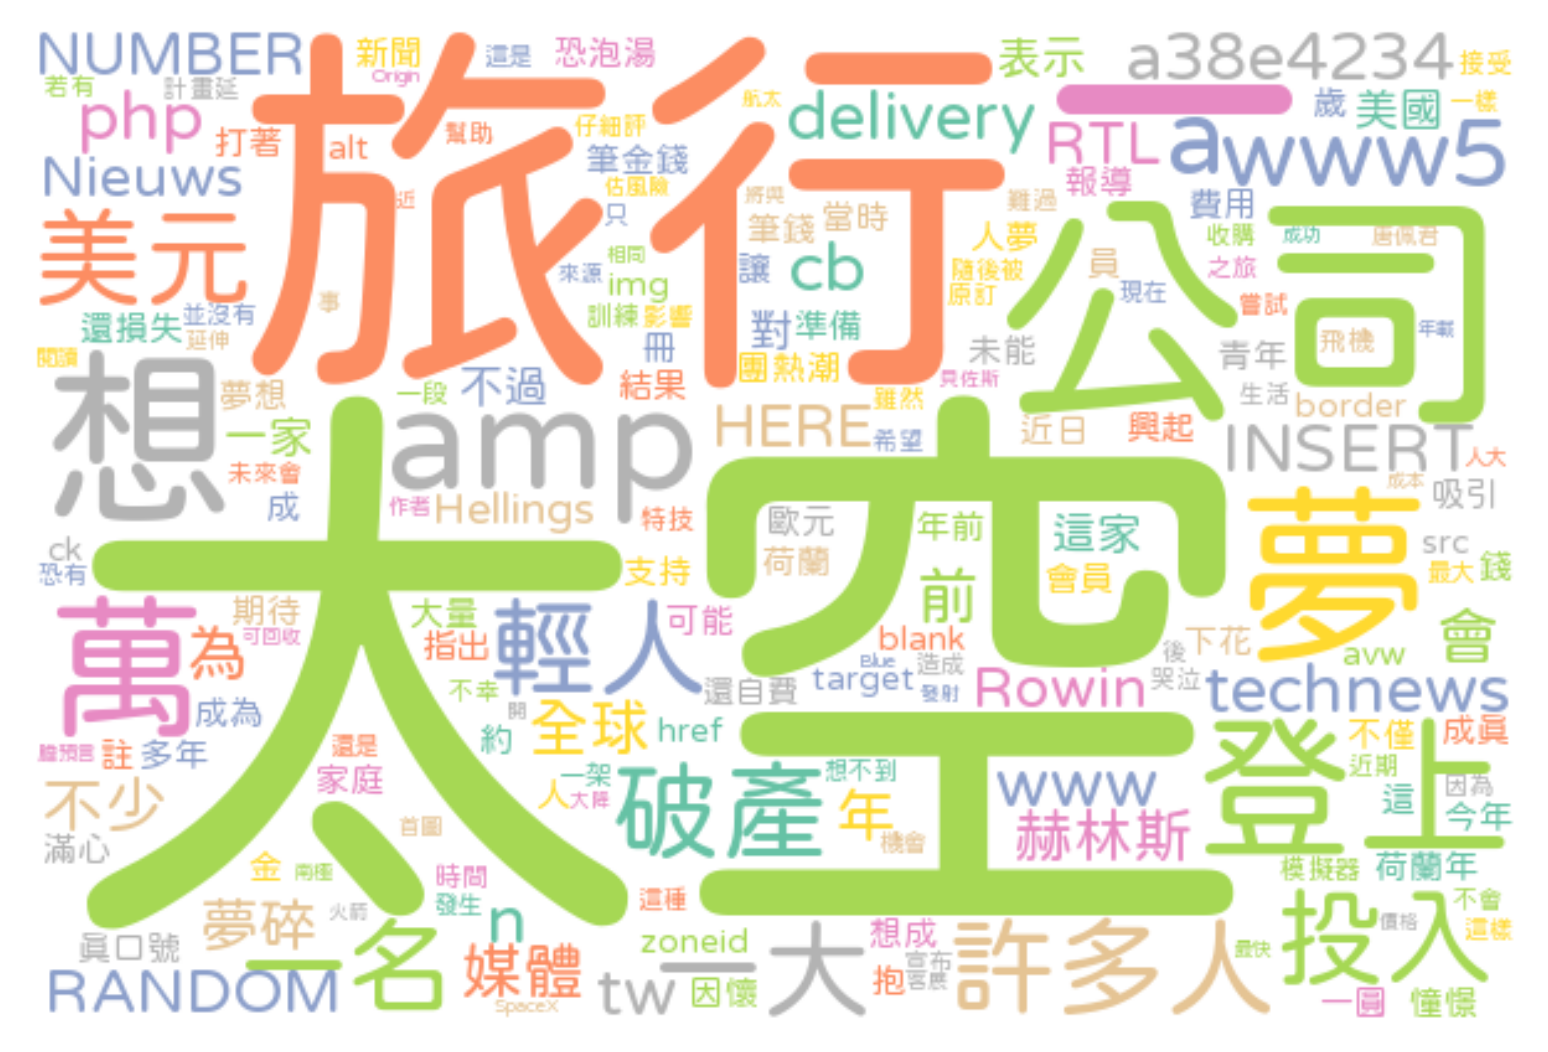 NUMBER
新聞
Origin
這是
恐泡湯
表示
a38e4234
接受
若有
計畫延
php
打著
alt
旅行
幫助
仔細評
航太
delivery
一
歲
美國
一樣
Nieuws
筆金錢
估風險
RTL
awww5
報導
近
只
將與
難過
費用
美元
筆錢
當時
人夢
公司
收購
成功
唐佩君
相同
來源
img
讓
cb
隨後被
原訂
員
現在
之旅
嘗試
事
還損失
並沒有
延伸
訓練
影響
冊
對
準備
未能
青年
飛機
年載
閱讀
想
夢想
一段
不過
結果
團熱潮
貝佐斯
雖然
生活
border
一家
amp
HERE
希望
近日
興起
INSERT
人大
未來會
成
作者
Hellings
特技
歐元
年前
這家
成本
吸引
ck
恐有
太空
支持
荷蘭
前
會員
夢
src
最大
錢
萬
為
期待
可回收
大量
指出
輕人
可能
blank
下花
會
後
avw
成為
不幸
開
還自費
target
Blue
造成
發射
Rowin
哭泣
technews
臉預言
註
多年
還是
家庭
約
全球
href
登上
不僅
成真
近期
不少
一架
人
大降
破產
想不到
年
www
這
因為
今年
滿心
首圖
機會
赫林斯
模擬器
荷蘭年
金
南極
時間
發生
這種
夢碎
火箭
n
想成
許多人
投入
不會
價格
這樣
真口號
一名
媒體
zoneid
一大
宣布
客展
最快
RANDOM
SpaceX
tw
因懷
抱
一圓
憧憬